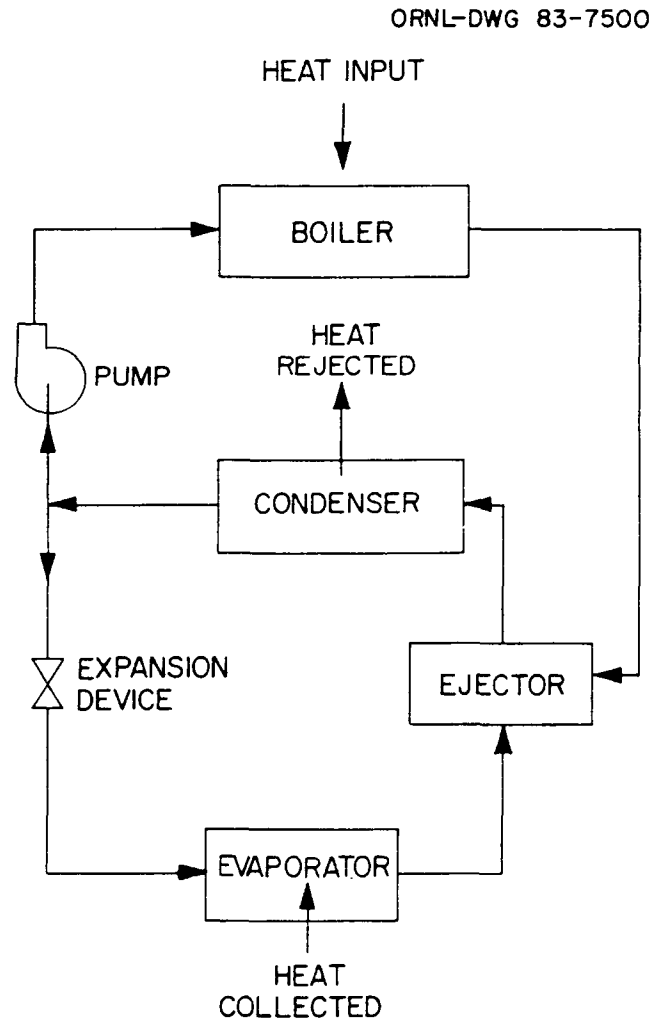 ORNL-DWG 83-7500
HEAT INPUT
BOILER
HEAT
REJECTED
PUMP
CONDENSER
EXPANSION
DEVICE
EJECTOR
EVAPORATOR
HEAT
COLLECTED